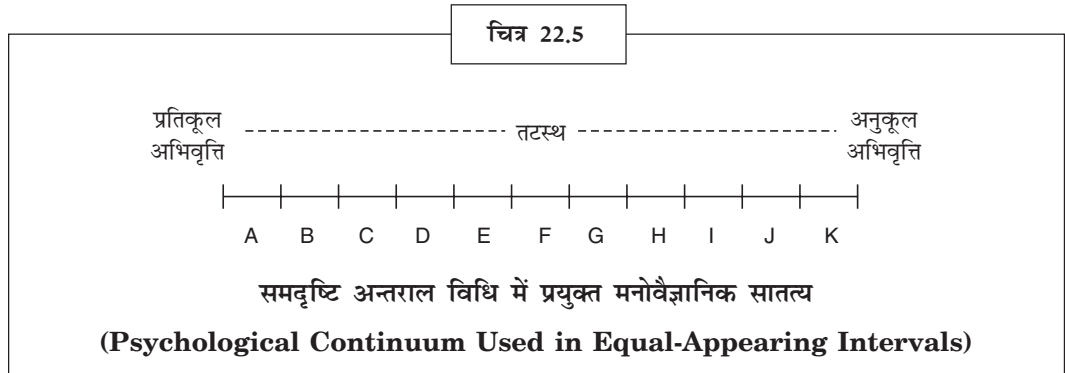 चित्र 22.5
प्रतिकूल अभिवृत्ति
तटस्थ
अनुकूल अभिवृत्ति
A B C D E F G H I J K
समदृष्टि अन्तराल विधि में प्रयुक्त मनोवैज्ञानिक सातत्य
(Psychological Continuum Used in Equal-Appearing Intervals)